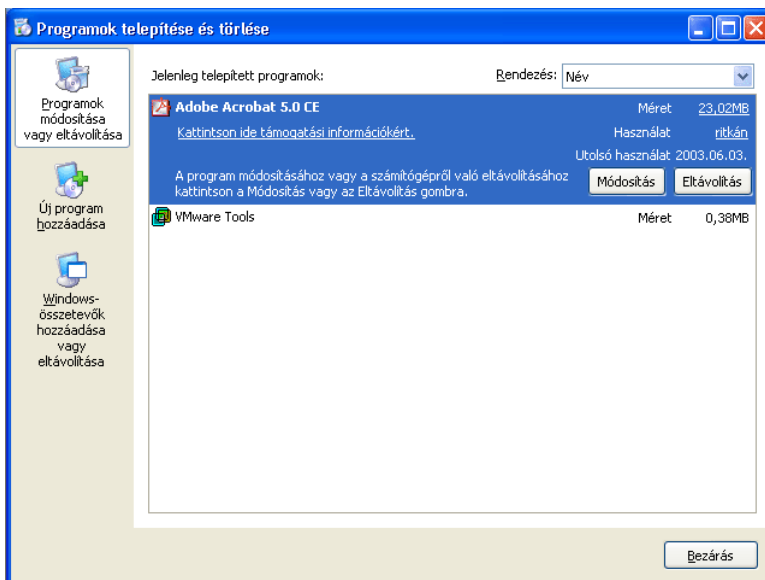 Programok telepítése és törlése
Programok
módosítása
vagy eltávolítása
Új program
hozzáadása
Windows-
összetevők
hozzáadása
vagy
eltávolítása
Jelenleg telepített programok:
Rendezés: Név
Adobe Acrobat 5.0 CE Méret 23,02MB
Kattintson ide támogatási információkért. Használat ritkán
Utolsó használat 2003.06.03.
A program módosításához vagy a számítógépről való eltávolításához
kattintson a Módosítás vagy az Eltávolítás gombra.
Módosítás Eltávolítás
VMware Tools Méret 0,38MB
Bezárás